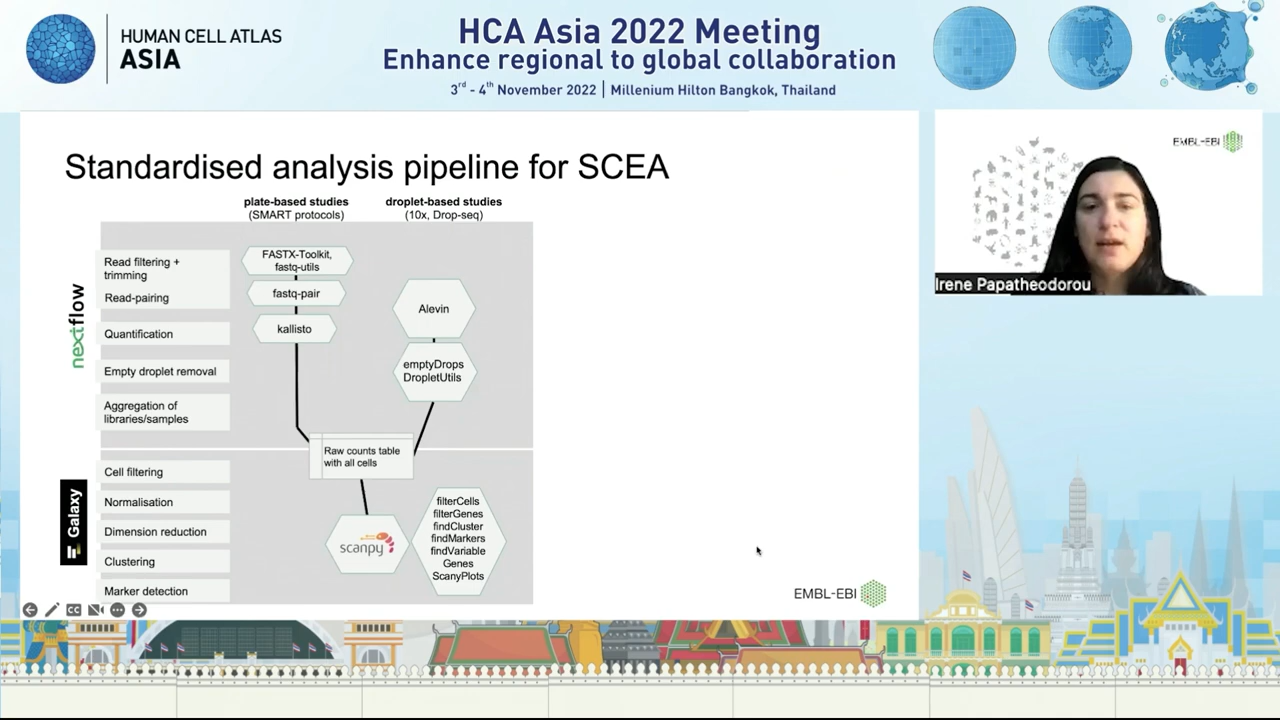 HUMAN CELL ATLAS
ASIA
HCA Asia 2022 Meeting
Enhance regional to global collaboration
3rd - 4th November 2022 | Millenium Hilton Bangkok, Thailand
Standardised analysis pipeline for SCEA
plate-based studies
(SMART protocols)
droplet-based studies
(10x, Drop-seq)
nextflow
Read filtering +
trimming
Read-pairing
Quantification
Empty droplet removal
Aggregation of
libraries/samples
FASTX-Toolkit,
fastq-utils
fastq-pair
kallisto
Alevin
emptyDrops
DropletUtils
Raw counts table
with all cells
Galaxy
Cell filtering
Normalisation
Dimension reduction
Clustering
Marker detection
scanpy
filterCells
filterGenes
findCluster
findMarkers
findVariable
Genes
ScanyPlots
CC
EMBL-EBI
EMBL-EBI
Irene Papatheodorou